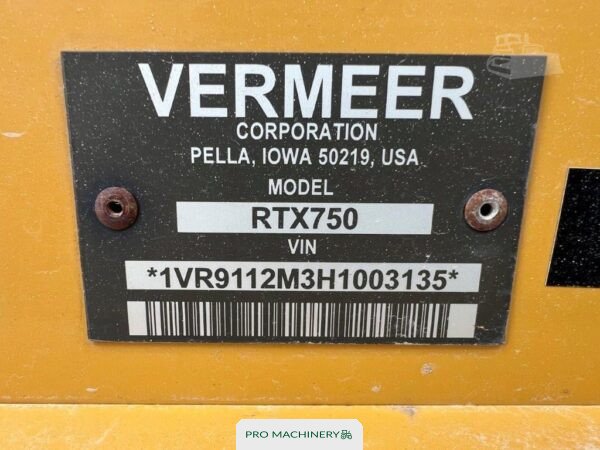 VERMEER
CORPORATION
PELLA, IOWA 50219, USA
MODEL
RTX750
VIN
*1VR9112M3H1003135*
PRO MACHINERY